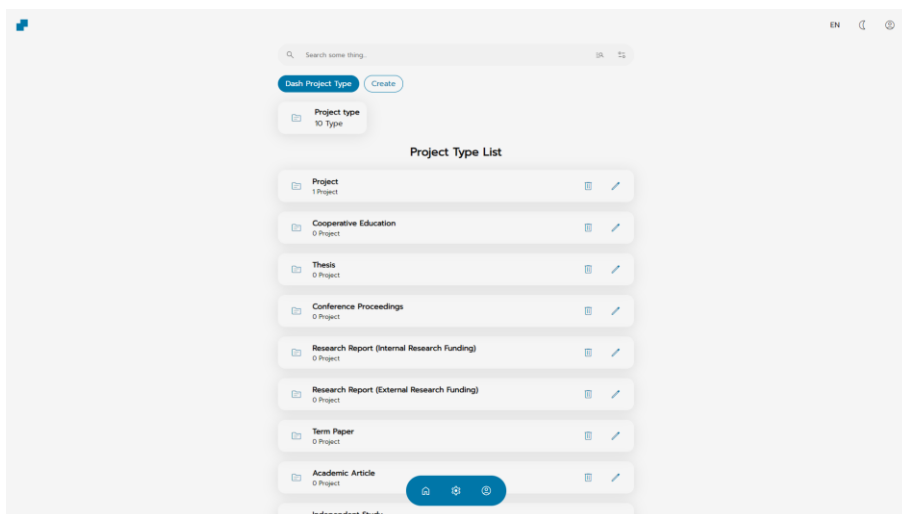 EN
Search some thing..
Dash Project Type
Create
Project type
10 Type
Project Type List
Project
1 Project
Cooperative Education
0 Project
Thesis
0 Project
Conference Proceedings
0 Project
Research Report (Internal Research Funding)
0 Project
Research Report (External Research Funding)
0 Project
Term Paper
0 Project
Academic Article
0 Project
Independent Study